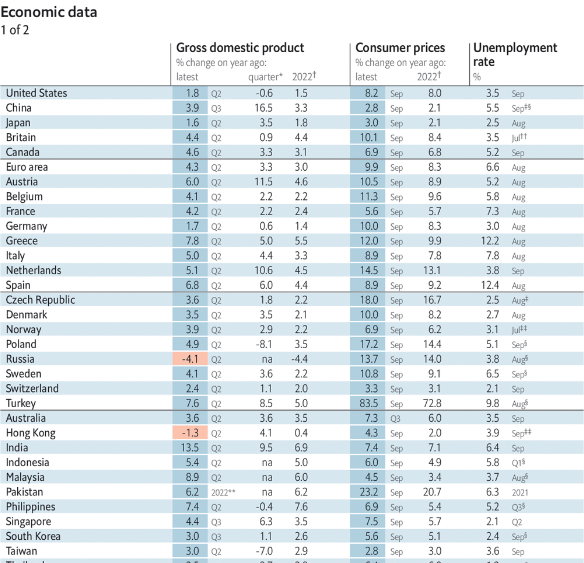 Economic data
1 of 2
Gross domestic product Consumer prices Unemployment
% change on year ago: % change on year ago: rate
latest quarter* 2022† latest 2022† %
United States 1.8 Q2 -0.6 1.5 8.2 Sep 8.0 3.5 Sep
China 3.9 Q3 16.5 3.3 2.8 Sep 2.1 5.5 Sep‡§
Japan 1.6 Q2 3.5 1.8 3.0 Sep 2.1 2.5 Aug
Britain 4.4 Q2 0.9 4.4 10.1 Sep 8.4 3.5 Jul††
Canada 4.6 Q2 3.3 3.1 6.9 Sep 6.8 5.2 Sep
Euro area 4.3 Q2 3.3 3.0 9.9 Sep 8.3 6.6 Aug
Austria 6.0 Q2 11.5 4.6 10.5 Sep 8.9 5.2 Aug
Belgium 4.1 Q2 2.2 2.2 11.3 Sep 9.6 5.8 Aug
France 4.2 Q2 2.2 2.4 5.6 Sep 5.7 7.3 Aug
Germany 1.7 Q2 0.6 1.4 10.0 Sep 8.3 3.0 Aug
Greece 7.8 Q2 5.0 5.5 12.0 Sep 9.9 12.2 Aug
Italy 5.0 Q2 4.4 3.3 8.9 Sep 7.8 7.8 Aug
Netherlands 5.1 Q2 10.6 4.5 14.5 Sep 13.1 3.8 Sep
Spain 6.8 Q2 6.0 4.4 8.9 Sep 9.2 12.4 Aug
Czech Republic 3.6 Q2 1.8 2.2 18.0 Sep 16.7 2.5 Aug‡
Denmark 3.5 Q2 3.5 2.1 10.0 Sep 8.2 2.7 Aug
Norway 3.9 Q2 2.9 2.2 6.9 Sep 6.2 3.1 Jul‡‡
Poland 4.9 Q2 -8.1 3.5 17.2 Sep 14.4 5.1 Sep§
Russia -4.1 Q2 na -4.4 13.7 Sep 14.0 3.8 Aug§
Sweden 4.1 Q2 3.6 2.2 10.8 Sep 9.1 6.5 Sep§
Switzerland 2.4 Q2 1.1 2.0 3.3 Sep 3.1 2.1 Sep
Turkey 7.6 Q2 8.5 5.0 83.5 Sep 72.8 9.8 Aug§
Australia 3.6 Q2 3.6 3.5 7.3 Q3 6.0 3.5 Sep
Hong Kong -1.3 Q2 4.1 0.4 4.3 Sep 2.0 3.9 Sep‡‡
India 13.5 Q2 9.5 6.9 7.4 Sep 7.1 6.4 Sep
Indonesia 5.4 Q2 na 5.0 6.0 Sep 4.9 5.8 Q1§
Malaysia 8.9 Q2 na 6.0 4.5 Sep 3.4 3.7 Aug§
Pakistan 6.2 2022** na 6.2 23.2 Sep 20.7 6.3 2021
Philippines 7.4 Q2 -0.4 7.6 6.9 Sep 5.4 5.2 Q3§
Singapore 4.4 Q3 6.3 3.5 7.5 Sep 5.7 2.1 Q2
South Korea 3.0 Q3 1.1 2.6 5.6 Sep 5.1 2.4 Sep§
Taiwan 3.0 Q2 -7.0 2.9 2.8 Sep 3.0 3.6 Sep